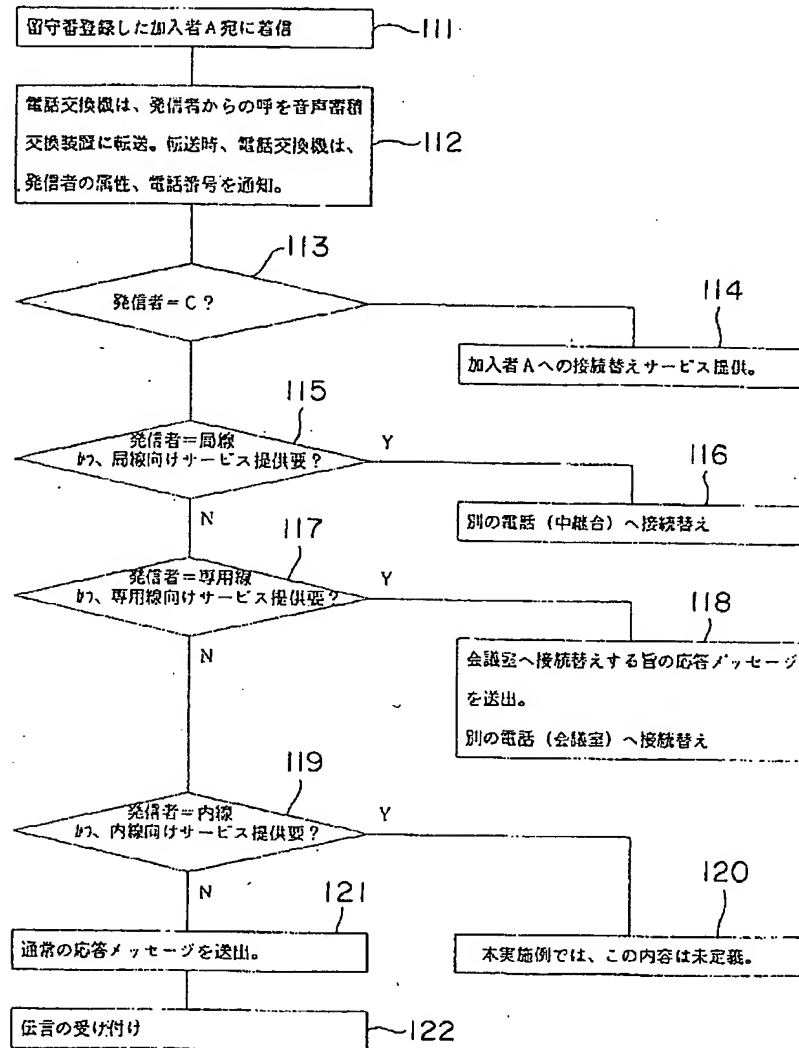 留守番登録した加入者A宛に着信
111
電話交換機は、発信者からの呼を音声蓄積
交換装置に転送。転送時、電話交換機は、
発信者の属性、電話番号を通知。
112
113
発信者=C?
114
加入者Aへの接続替えサービス提供。
115
発信者=局線
かつ、局線向けサービス提供要?
Y
N
116
別の電話(中継台)へ接続替え
117
発信者=専用線
かつ、専用線向けサービス提供要?
Y
N
118
会議室へ接続替えする旨の応答メッセージ
を送出。
別の電話(会議室)へ接続替え
119
発信者=内線
かつ、内線向けサービス提供要?
Y
N
120
本実施例では、この内容は未定義。
121
通常の応答メッセージを送出。
伝言の受け付け
122